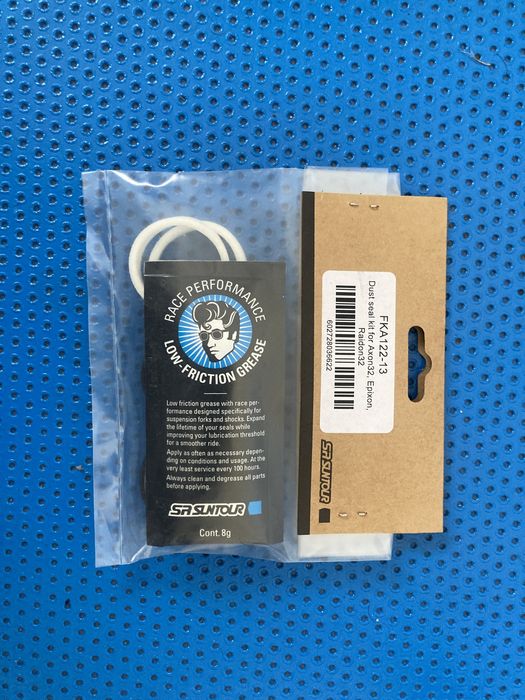 RACE PERFORMANCE
LOW-FRICTION GREASE
Low friction grease with race per-
formance designed specifically for
suspension forks and shocks. Expand
the lifetime of your seals while
improving your lubrication threshold
for a smoother ride.
Apply as often as necessary depen-
ding on conditions and usage. At the
very least service every 100 hours.
Always clean and degrease all parts
before applying.
SR SUNTOUR
Cont. 8g
FKA122-13
Dust seal kit for Axon32, Epixon,
Raidon32
602728036622
SR SUNTOUR